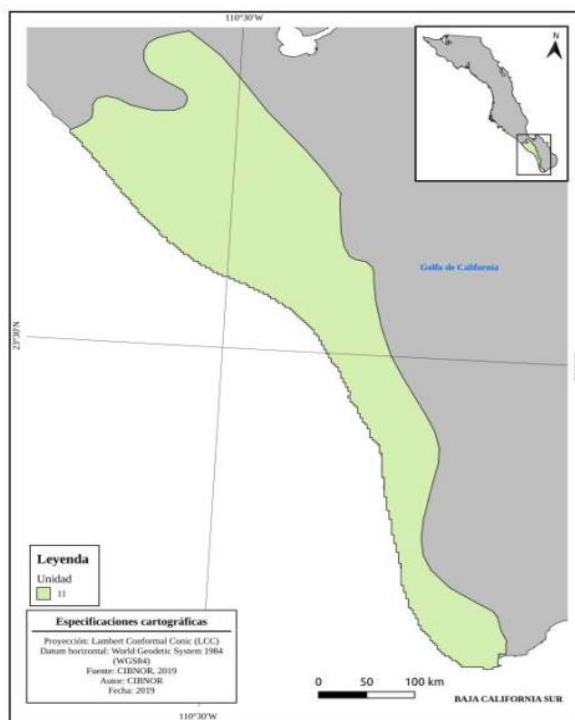 110°30'W
N
Golfo de California
23°30'N
Leyenda
Unidad
11
Especificaciones cartográficas
Proyección: Lambert Conformal Conic (LCC)
Datum horizontal: World Geodetic System 1984
(WGS84)
Fuente: CIBNOR, 2019
Autor: CIBNOR
Fecha: 2019
0 50 100 km
BAJA CALIFORNIA SUR
110°30'W